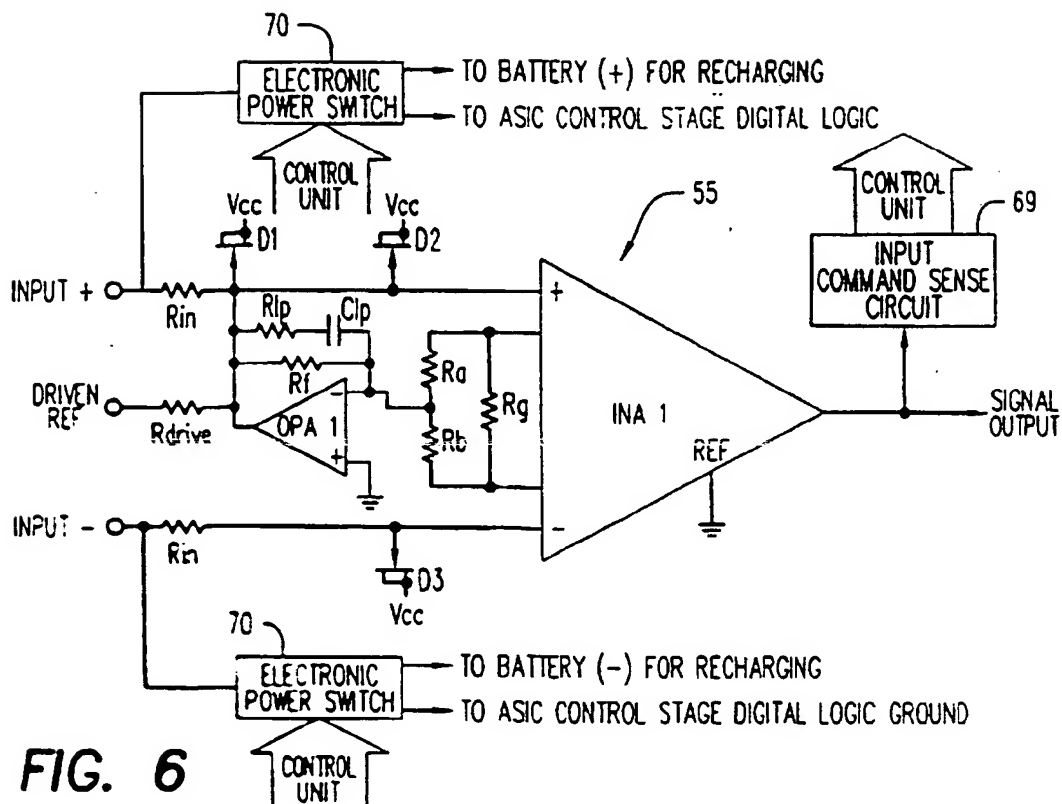 70
ELECTRONIC
POWER SWITCH
TO BATTERY (+) FOR RECHARGING
TO ASIC CONTROL STAGE DIGITAL LOGIC
CONTROL
UNIT
CONTROL
UNIT
55
69
INPUT
COMMAND SENSE
CIRCUIT
Vcc
D1
Vcc
D2
INPUT +
Rin
Rlp
Clp
Rf
DRIVEN
REF
Rdrive
OPA 1
-
+
Ra
Rb
Rg
+
INA 1
REF
-
SIGNAL
OUTPUT
INPUT -
Rin
D3
Vcc
70
ELECTRONIC
POWER SWITCH
TO BATTERY (-) FOR RECHARGING
TO ASIC CONTROL STAGE DIGITAL LOGIC GROUND
CONTROL
UNIT
FIG. 6